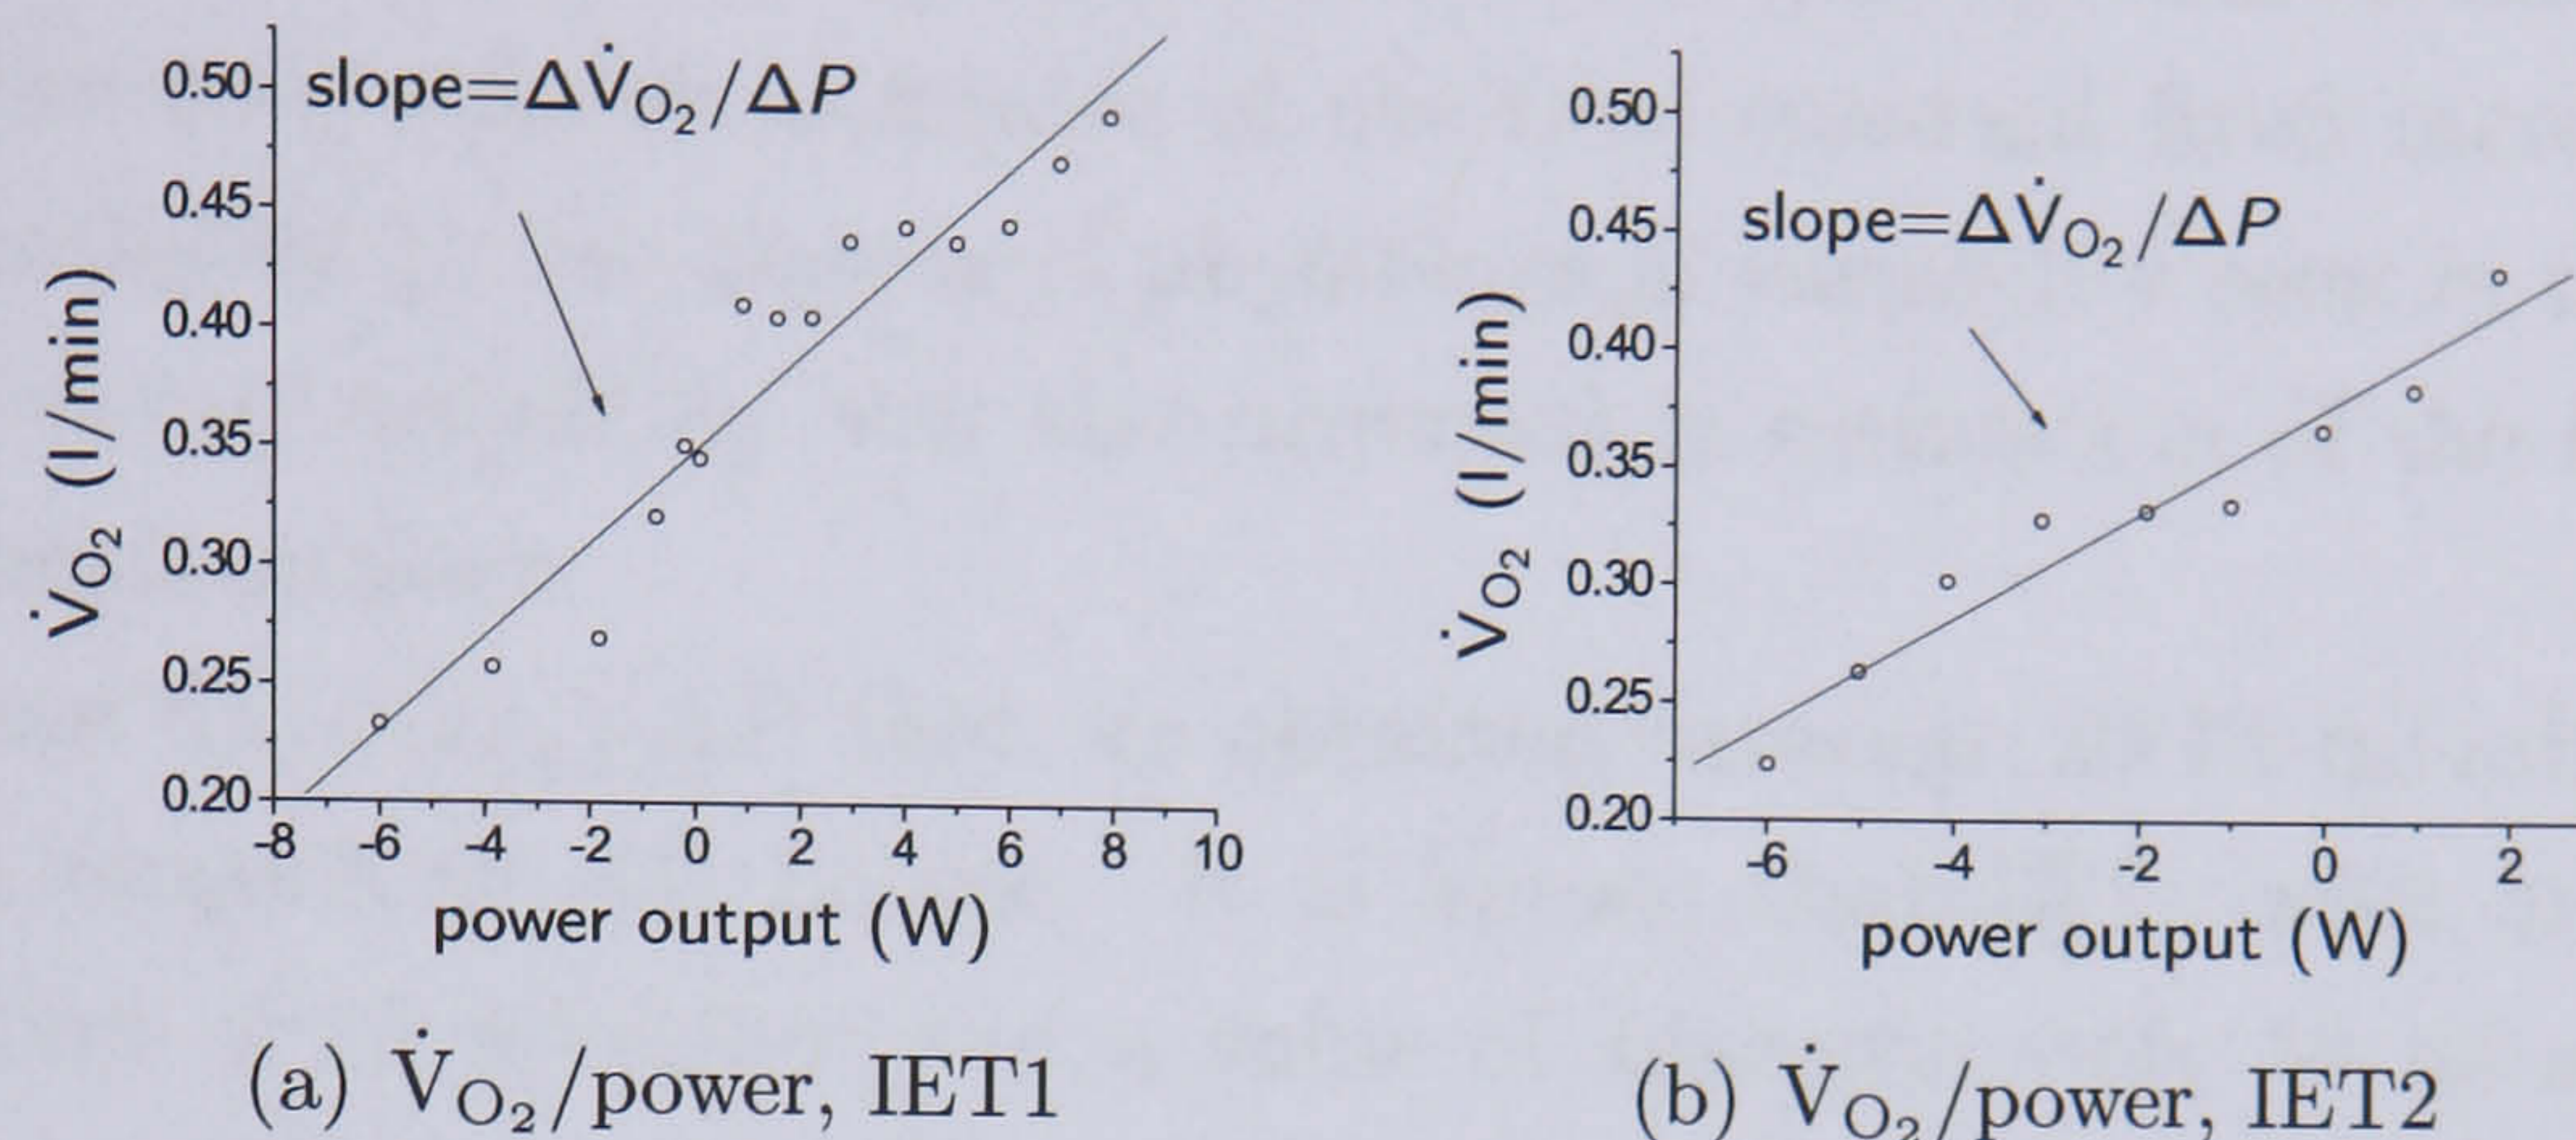 slope=ΔV̇O₂/ΔP
0.50
0.45
0.40
0.35
0.30
0.25
0.20
V̇O₂ (l/min)
-8 -6 -4 -2 0 2 4 6 8 10
power output (W)
(a) V̇O₂/power, IET1
slope=ΔV̇O₂/ΔP
0.50
0.45
0.40
0.35
0.30
0.25
0.20
V̇O₂ (l/min)
-6 -4 -2 0 2
power output (W)
(b) V̇O₂/power, IET2